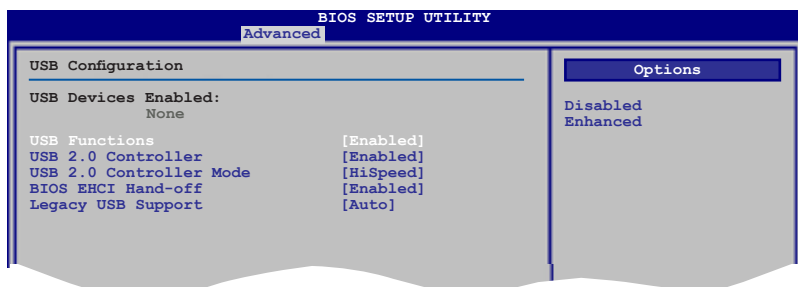 BIOS SETUP UTILITY
Advanced
USB Configuration
USB Devices Enabled:
None
USB Functions [Enabled]
USB 2.0 Controller [Enabled]
USB 2.0 Controller Mode [HiSpeed]
BIOS EHCI Hand-off [Enabled]
Legacy USB Support [Auto]
Options
Disabled
Enhanced